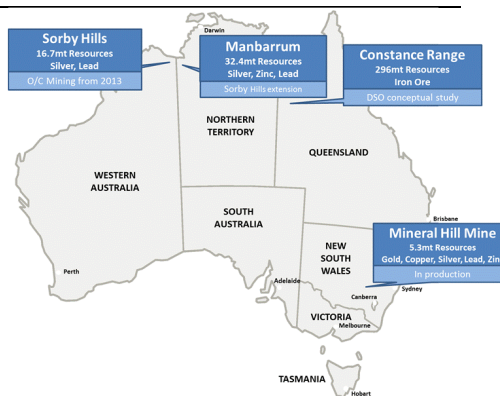 Darwin
Sorby Hills
16.7mt Resources
Silver, Lead
O/C Mining from 2013
Manbarrum
32.4mt Resources
Silver, Zinc, Lead
Sorby Hills extension
Constance Range
296mt Resources
Iron Ore
DSO conceptual study
NORTHERN
TERRITORY
QUEENSLAND
WESTERN
AUSTRALIA
SOUTH
AUSTRALIA
Brisbane
Mineral Hill Mine
5.3mt Resources
Gold, Copper, Silver, Lead, Zin
In production
NEW
SOUTH
WALES
Perth
Adelaide
Canberra
Sydney
VICTORIA
Melbourne
TASMANIA
Hobart